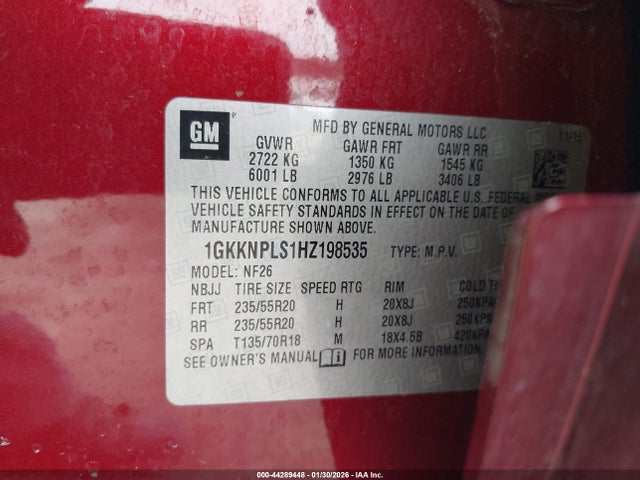 GM
MFD BY GENERAL MOTORS LLC
GVWR GAWR FRT GAWR RR
2722 KG 1350 KG 1545 KG
6001 LB 2976 LB 3406 LB
THIS VEHICLE CONFORMS TO ALL APPLICABLE U.S. FEDERAL
VEHICLE SAFETY STANDARDS IN EFFECT ON THE DATE O
MANUFACTURE SHOWN ABOVE.
1GKKNPLS1HZ198535 TYPE: M.P.V.
MODEL: NF26
NBJJ TIRE SIZE SPEED RTG RIM COLD TI
FRT 235/55R20 H 20X8J 250KPA
RR 235/55R20 H 20X8J 250KP
SPA T135/70R18 M 18X4.5B 420KP
SEE OWNER'S MANUAL FOR MORE INFORMATION.
000-44289448 - 01/30/2026 - IAA Inc.